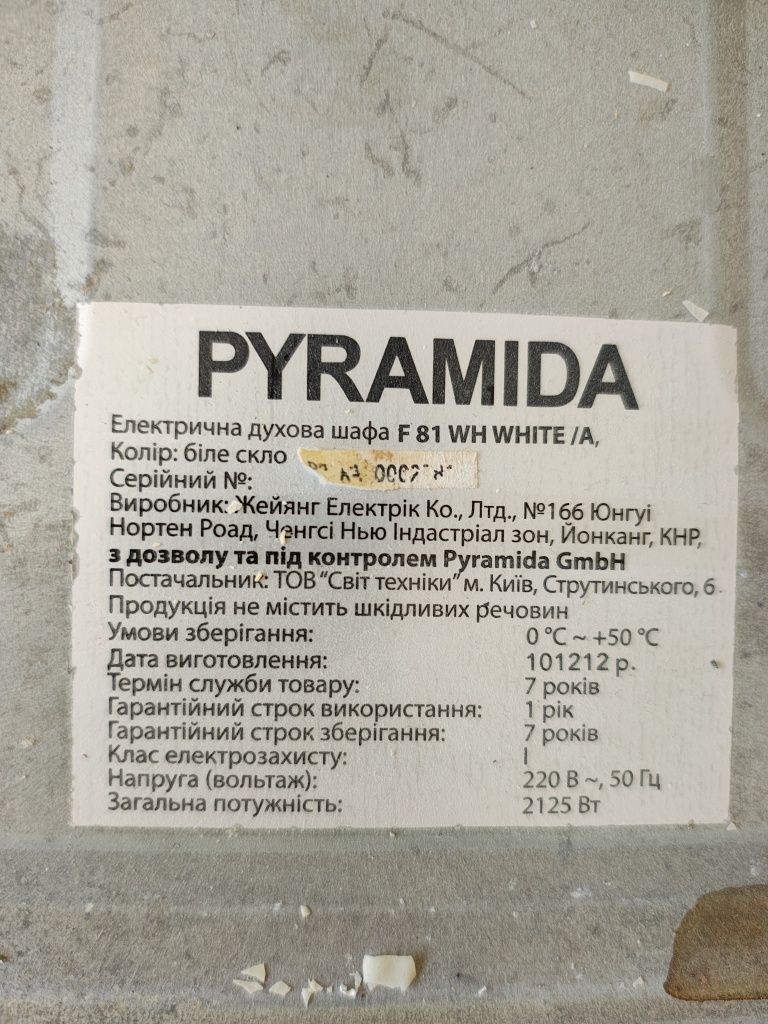 PYRAMIDA
Електрична духова шафа F 81 WH WHITE /A,
Колір: біле скло
Серійний №:
Виробник: Жейянг Електрік Ко., Лтд., №166 Юнгуі
Нортен Роад, Ченгсі Нью Індастріал зон, Йонканг, КНР,
з дозволу та під контролем Pyramida GmbH
Постачальник: ТОВ "Світ техніки" м. Київ, Струтинського, 6
Продукція не містить шкідливих речовин
Умови зберігання: 0 °C ~ +50 °C
Дата виготовлення: 101212 р.
Термін служби товару: 7 років
Гарантійний строк використання: 1 рік
Гарантійний строк зберігання: 7 років
Клас електрозахисту: I
Напруга (вольтаж): 220 В ~, 50 Гц
Загальна потужність: 2125 Вт